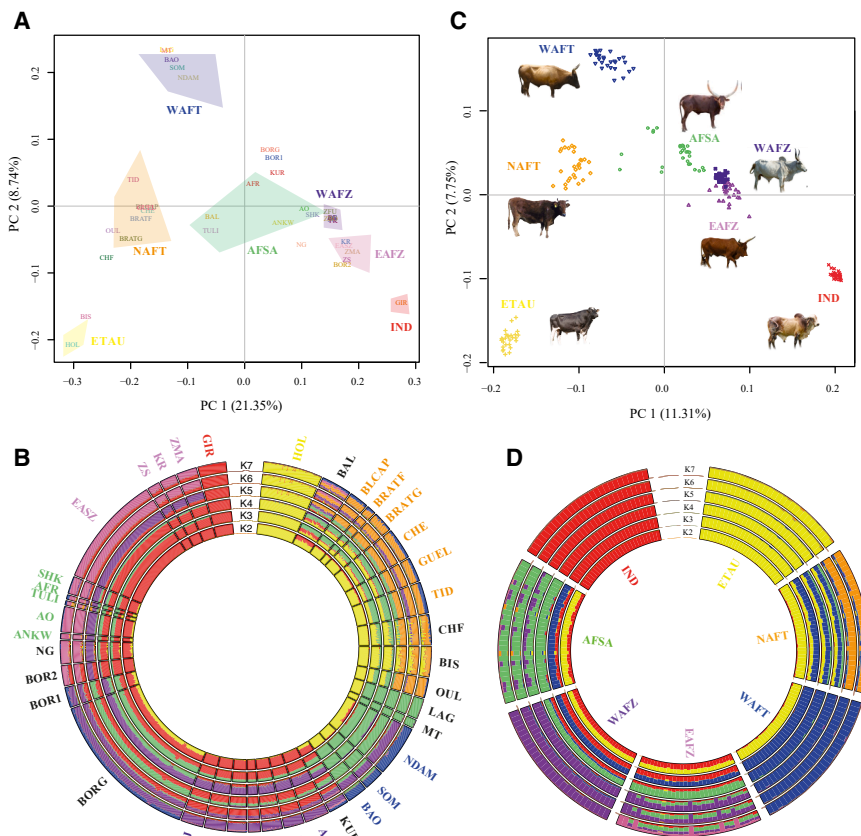 A
C
MT
BAO
SOM
NDAM
WAFT
BORG
BOR1
KUR
AFR
TID
BRATF
BRATG
OUL
CHF
NAFT
BAL
TULI
AFSA
ANKW
AO
SHK
ZFU
WAFZ
NG
KR
ZMA
ZS
BOR2
EAFZ
GIR
IND
BIS
HOL
ETAU
0.2
0.1
0.0
−0.1
−0.2
PC 2 (8.74%)
−0.3
−0.2
−0.1
0.0
0.1
0.2
0.3
PC 1 (21.35%)
WAFT
AFSA
WAFZ
NAFT
EAFZ
ETAU
IND
0.1
0.0
−0.1
−0.2
PC 2 (7.75%)
−0.2
−0.1
0.0
0.1
0.2
PC 1 (11.31%)
B
K7
K6
K5
K4
K3
K2
HOL
BAL
BLCAP
BRATF
BRATG
CHE
GUEL
TID
CHF
BIS
OUL
LAG
MT
NDAM
SOM
BAO
BORG
BOR1
BOR2
NG
ANKW
AO
TULI
AFR
SHK
EASZ
ZS
KR
ZMA
GIR
D
K7
K6
K5
K4
K3
K2
IND
ETAU
AFSA
NAFT
WAFZ
WAFT
EAFZ